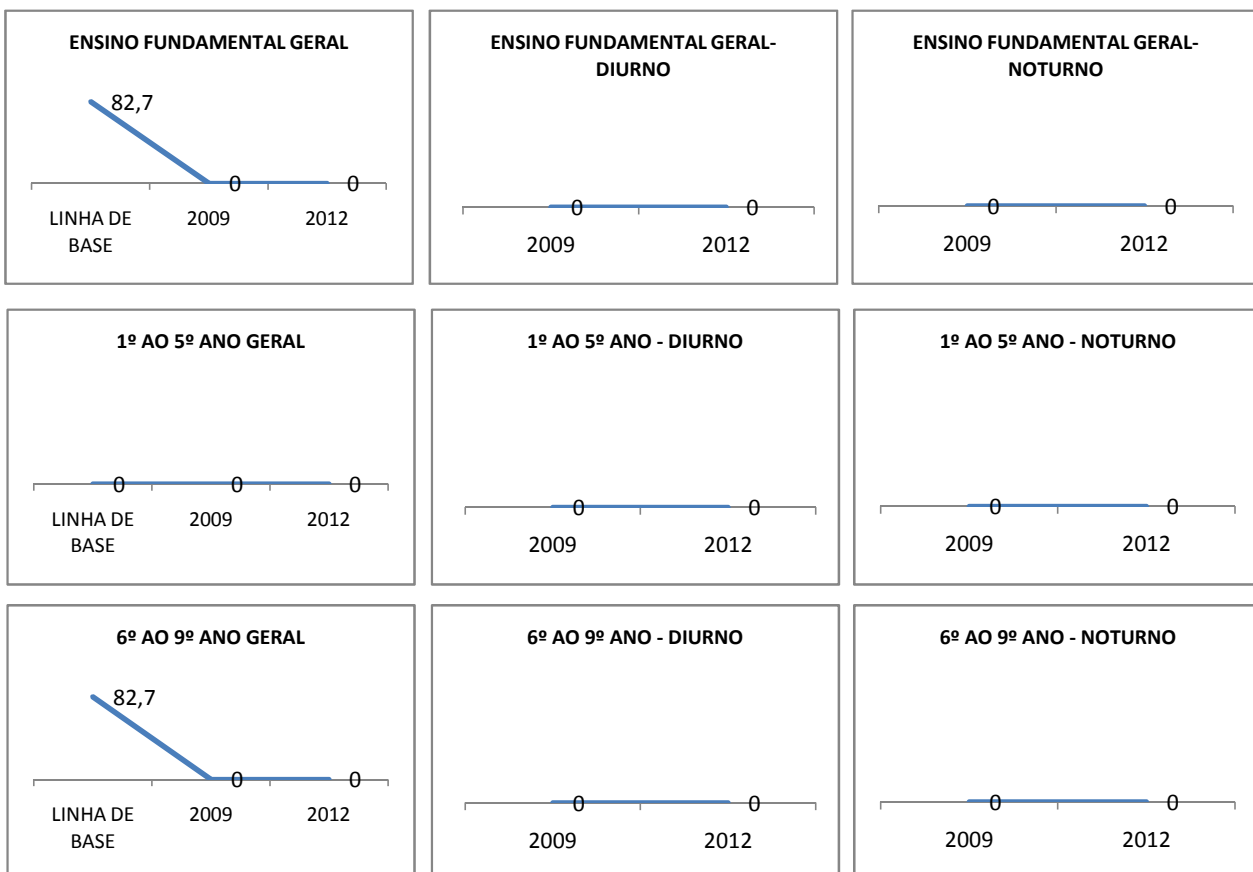 ENSINO FUNDAMENTAL GERAL
82,7
0
0
LINHA DE
BASE
2009
2012
ENSINO FUNDAMENTAL GERAL-
DIURNO
0
0
2009
2012
ENSINO FUNDAMENTAL GERAL-
NOTURNO
0
0
2009
2012
1º AO 5º ANO GERAL
0
0
0
LINHA DE
BASE
2009
2012
1º AO 5º ANO - DIURNO
0
0
2009
2012
1º AO 5º ANO - NOTURNO
0
0
2009
2012
6º AO 9º ANO GERAL
82,7
0
0
LINHA DE
BASE
2009
2012
6º AO 9º ANO - DIURNO
0
0
2009
2012
6º AO 9º ANO - NOTURNO
0
0
2009
2012